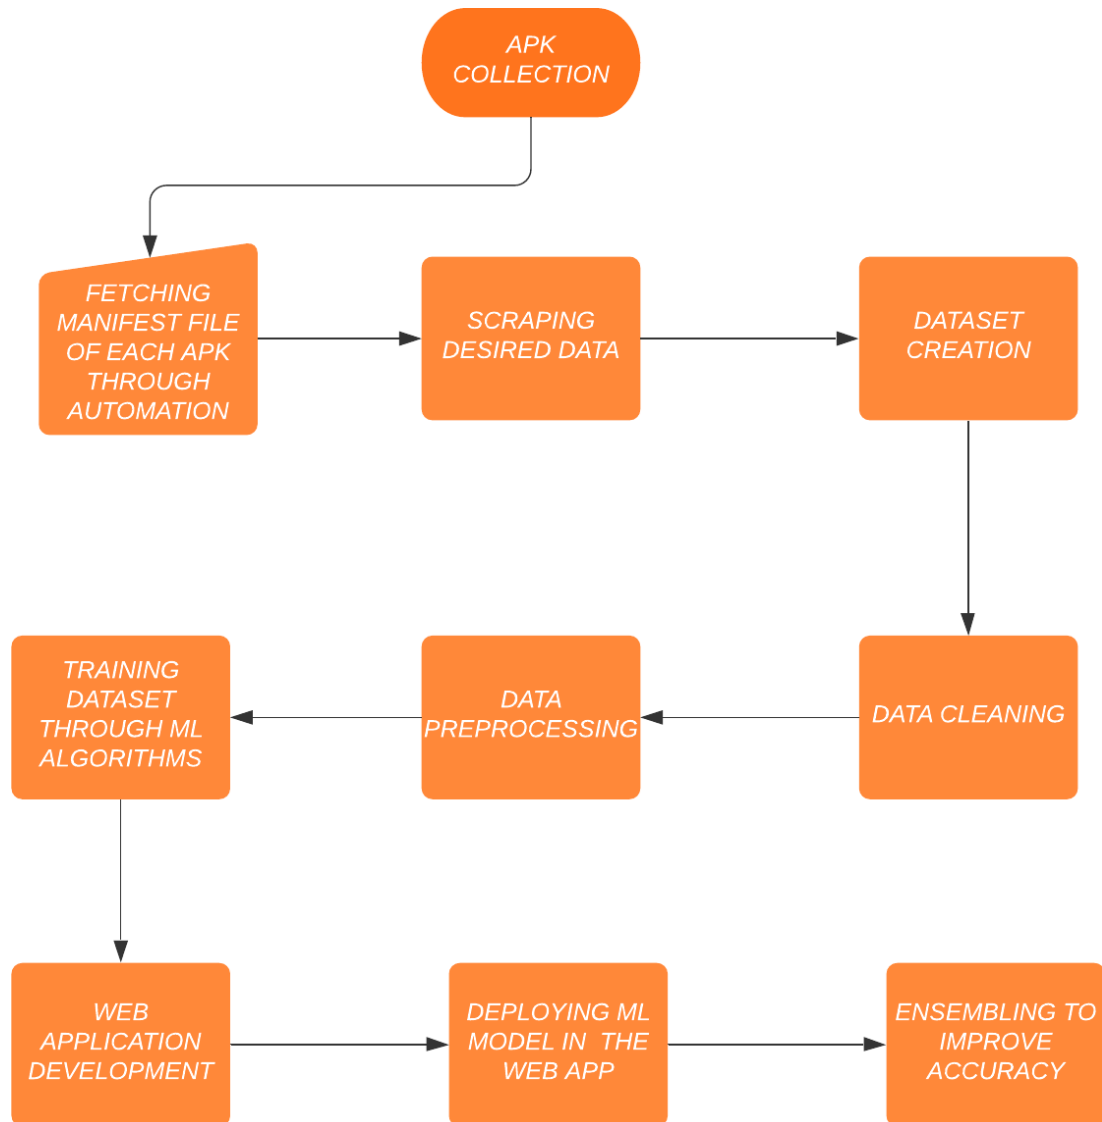 APK
COLLECTION
FETCHING
MANIFEST FILE
OF EACH APK
THROUGH
AUTOMATION
SCRAPING
DESIRED DATA
DATASET
CREATION
DATA CLEANING
DATA
PREPROCESSING
TRAINING
DATASET
THROUGH ML
ALGORITHMS
WEB
APPLICATION
DEVELOPMENT
DEPLOYING ML
MODEL IN THE
WEB APP
ENSEMBLING TO
IMPROVE
ACCURACY